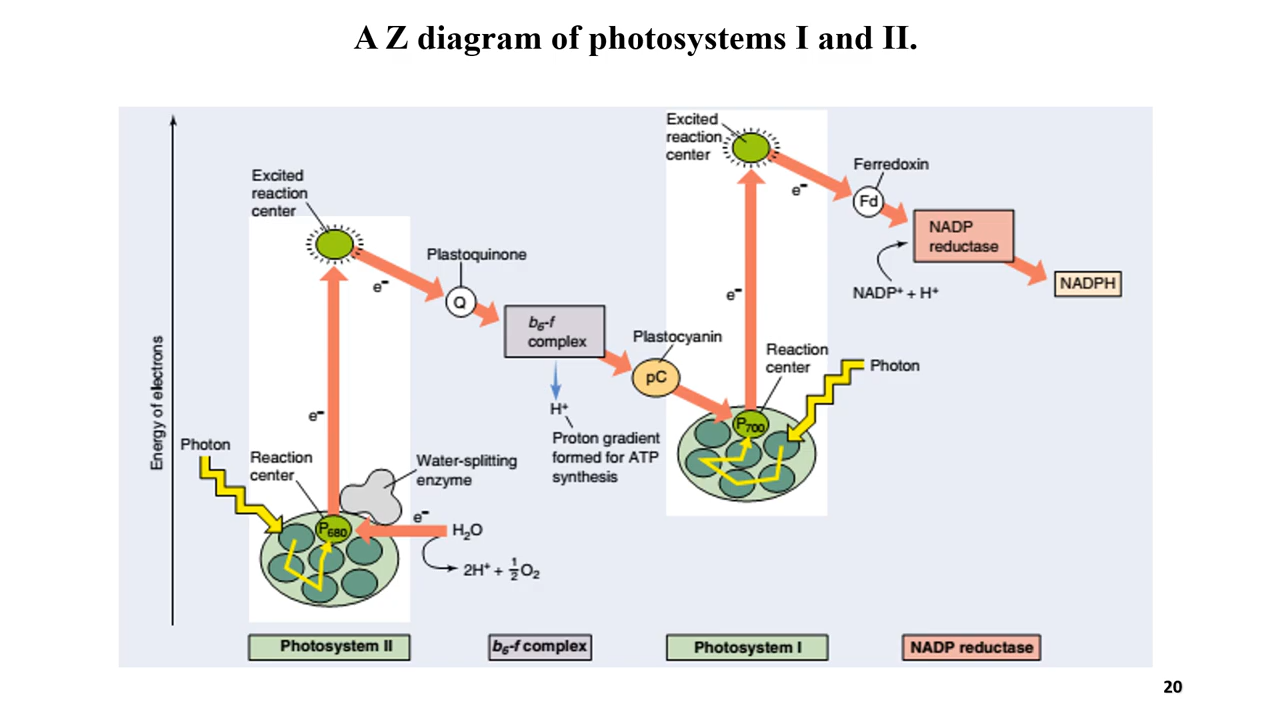 A Z diagram of photosystems I and II.
Energy of electrons
Excited
reaction
center
e⁻
Plastoquinone
Q
b₆-f
complex
H⁺
Proton gradient
formed for ATP
synthesis
Plastocyanin
pC
Excited
reaction
center
e⁻
Ferredoxin
Fd
NADP
reductase
NADP⁺ + H⁺
NADPH
e⁻
Reaction
center
Photon
P₇₀₀
e⁻
Photon
Reaction
center
P₆₈₀
Water-splitting
enzyme
e⁻
H₂O
2H⁺ + ½O₂
Photosystem II
b₆-f complex
Photosystem I
NADP reductase
20